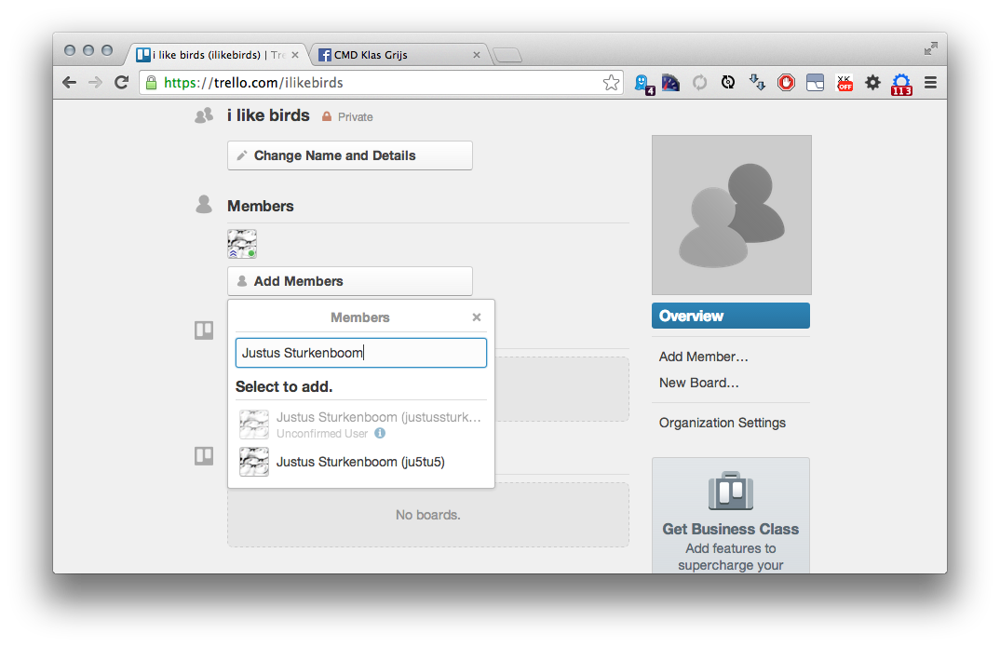 i like birds (ilikebirds) | Tre
CMD Klas Grijs
https://trello.com/ilikebirds
4
OFF
113
i like birds
Private
Change Name and Details
Members
Add Members
Members
Justus Sturkenboom
Select to add.
Justus Sturkenboom (justussturk...
Unconfirmed User
Justus Sturkenboom (ju5tu5)
No boards.
Overview
Add Member…
New Board…
Organization Settings
Get Business Class
Add features to
supercharge your